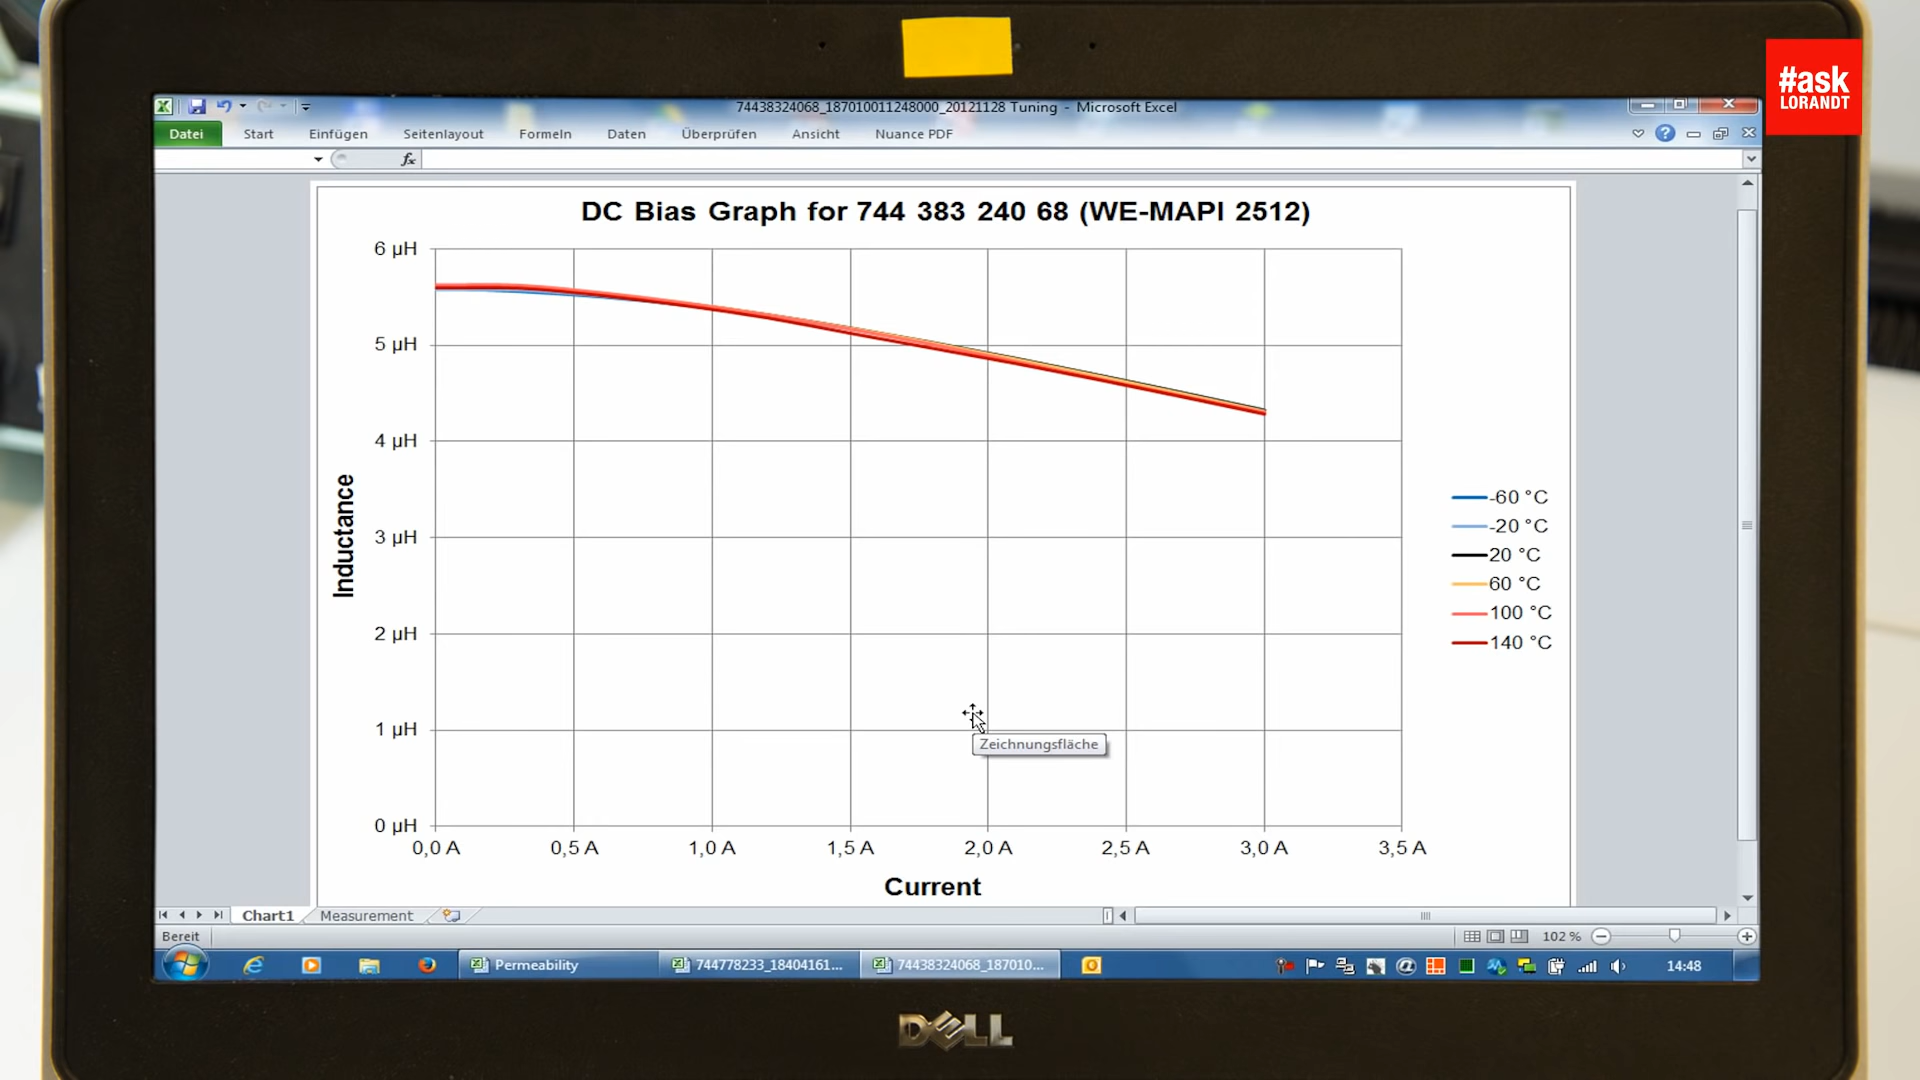 #ask
LORANDT
74438324068_187010011248000_20121128 Tuning - Microsoft Excel
Datei Start Einfügen Seitenlayout Formeln Daten Überprüfen Ansicht Nuance PDF
fx
DC Bias Graph for 744 383 240 68 (WE-MAPI 2512)
6 µH
5 µH
4 µH
3 µH
2 µH
1 µH
0 µH
Inductance
0,0 A 0,5 A 1,0 A 1,5 A 2,0 A 2,5 A 3,0 A 3,5 A
Current
-60 °C
-20 °C
20 °C
60 °C
100 °C
140 °C
Zeichnungsfläche
Chart1 Measurement
Bereit 102 %
Permeability 744778233_18404161... 74438324068_187010... 14:48
DELL